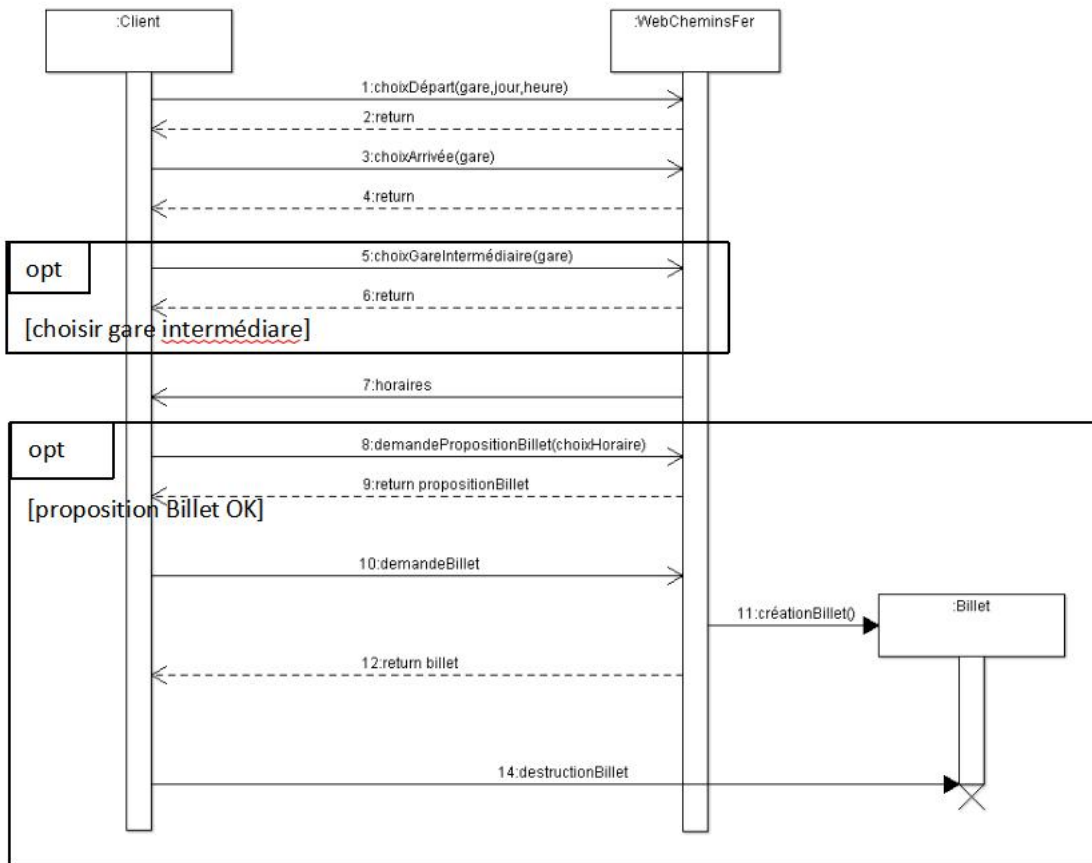 :Client
:WebCheminsFer
1:choixDépart(gare,jour,heure)
2:return
3:choixArrivée(gare)
4:return
opt
5:choixGareIntermédiaire(gare)
6:return
[choisir gare intermédiare]
7:horaires
opt
8:demandePropositionBillet(choixHoraire)
9:return propositionBillet
[proposition Billet OK]
10:demandeBillet
:Billet
11:créationBillet()
12:return billet
14:destructionBillet